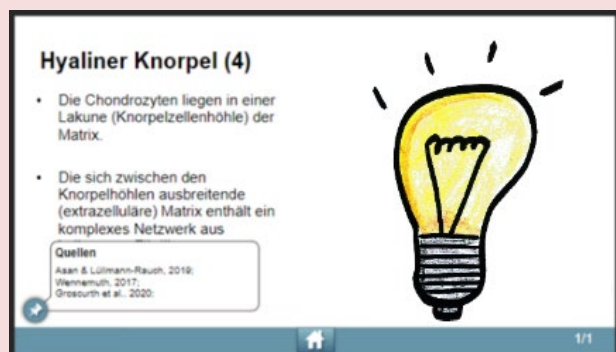 Hyaliner Knorpel (4)
• Die Chondrozyten liegen in einer
Lakune (Knorpelzellenhöhle) der
Matrix.
• Die sich zwischen den
Knorpelhöhlen ausbreitende
(extrazelluläre) Matrix enthält ein
komplexes Netzwerk aus
Quellen
Asan & Lüllmann-Rauch, 2019;
Wennemuth, 2017;
Groscurth et al., 2020;
1/1